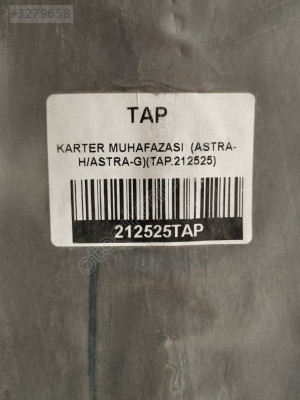 #3279658
TAP
KARTER MUHAFAZASI (ASTRA-
H/ASTRA-G)(TAP.212525)
212525TAP